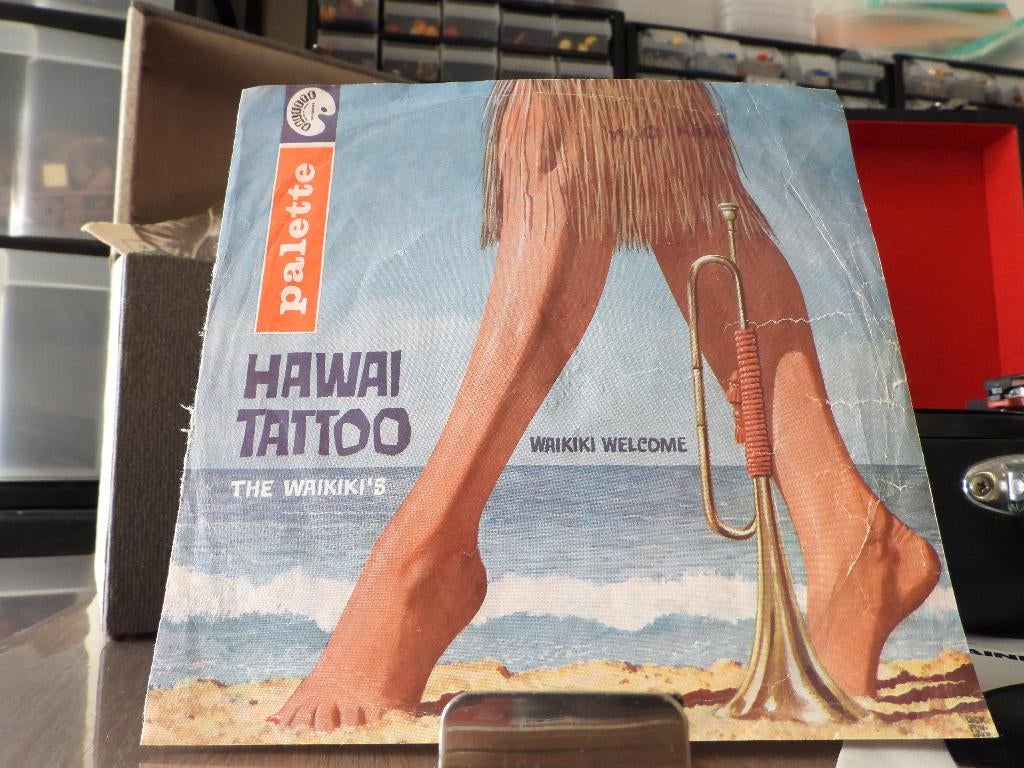 palette
HAWAI
TATTOO
THE WAIKIKI'S
WAIKIKI WELCOME